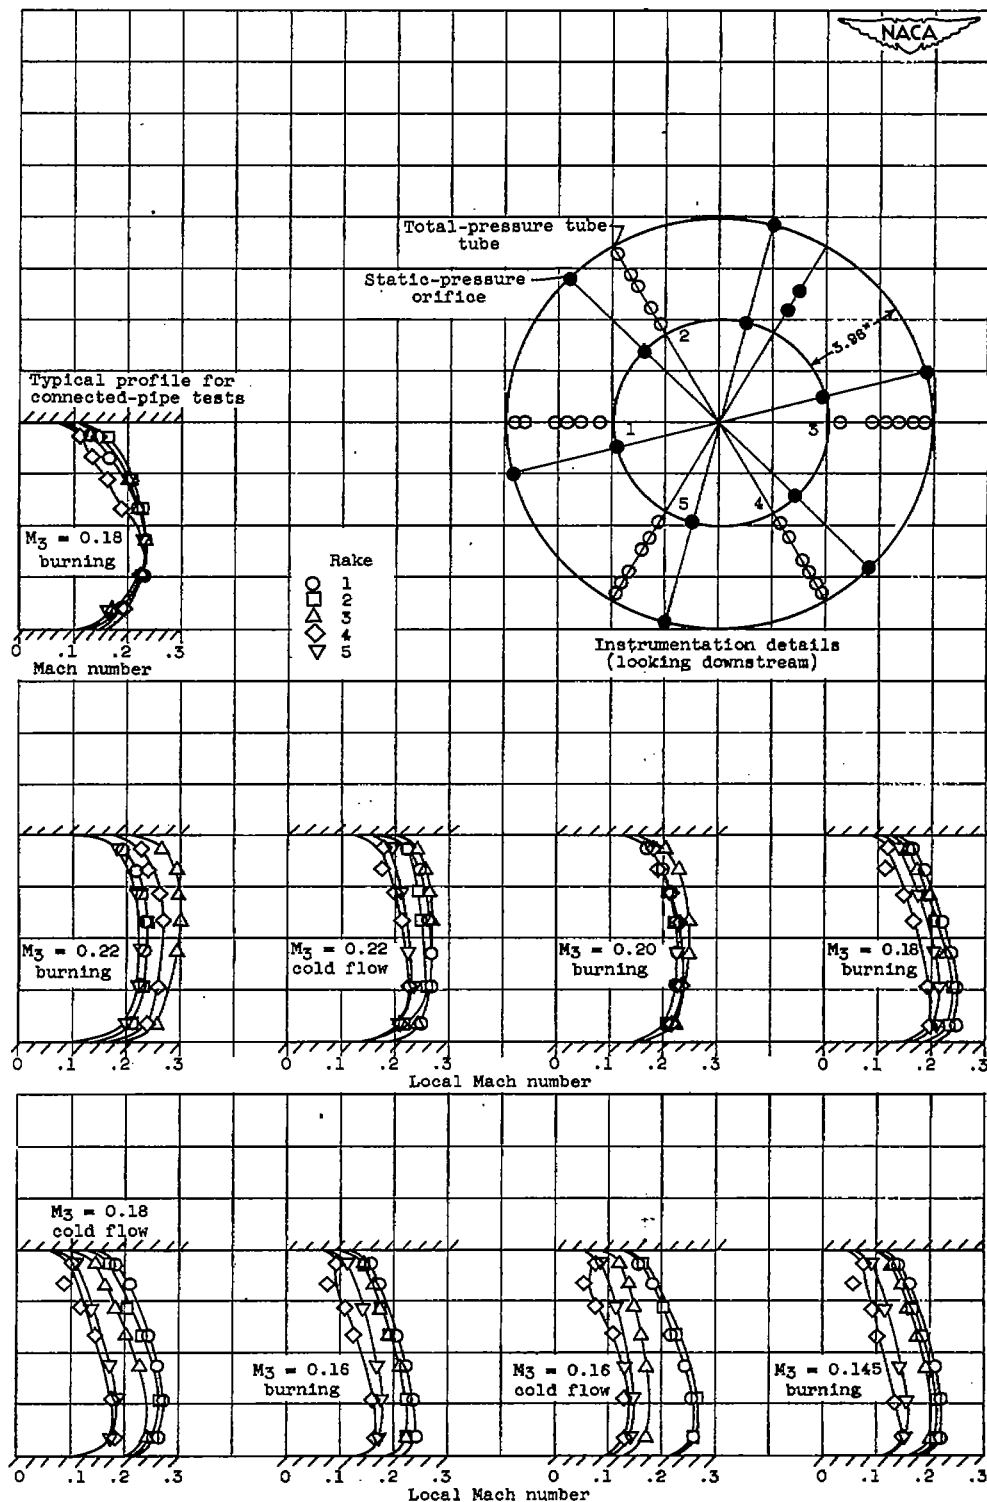 NACA
Total-pressure tube
tube
Static-pressure
orifice
3.96"
2
1
3
5
4
Instrumentation details
(looking downstream)
Typical profile for
connected-pipe tests
M3 = 0.18
burning
0 .1 .2 .3
Mach number
Rake
1
2
3
4
5
M3 = 0.22
burning
M3 = 0.22
cold flow
M3 = 0.20
burning
M3 = 0.18
burning
0 .1 .2 .3 0 .1 .2 .3 0 .1 .2 .3 0 .1 .2 .3
Local Mach number
M3 = 0.18
cold flow
M3 = 0.16
burning
M3 = 0.16
cold flow
M3 = 0.145
burning
0 .1 .2 .3 0 .1 .2 .3 0 .1 .2 .3 0 .1 .2 .3
Local Mach number